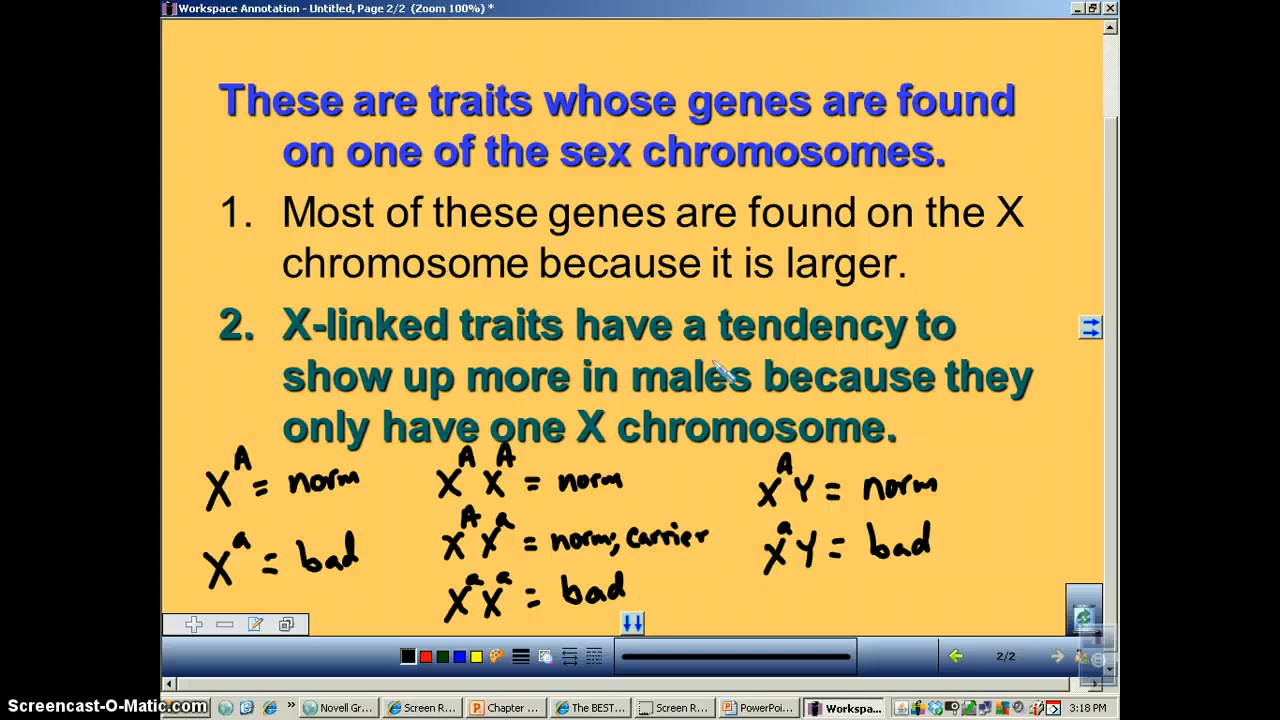 Workspace Annotation - Untitled, Page 2/2 (Zoom 100%) *
These are traits whose genes are found
on one of the sex chromosomes.
1. Most of these genes are found on the X
chromosome because it is larger.
2. X-linked traits have a tendency to
show up more in males because they
only have one X chromosome.
X^A = norm
X^a = bad
X^A X^A = norm
X^A X^a = norm, carrier
X^a X^a = bad
X^A Y = norm
X^a Y = bad
2/2
Screencast-O-Matic.com
Novell Gr...
Screen R...
Chapter ...
The BEST...
Screen R...
PowerPoi...
Workspa...
3:18 PM